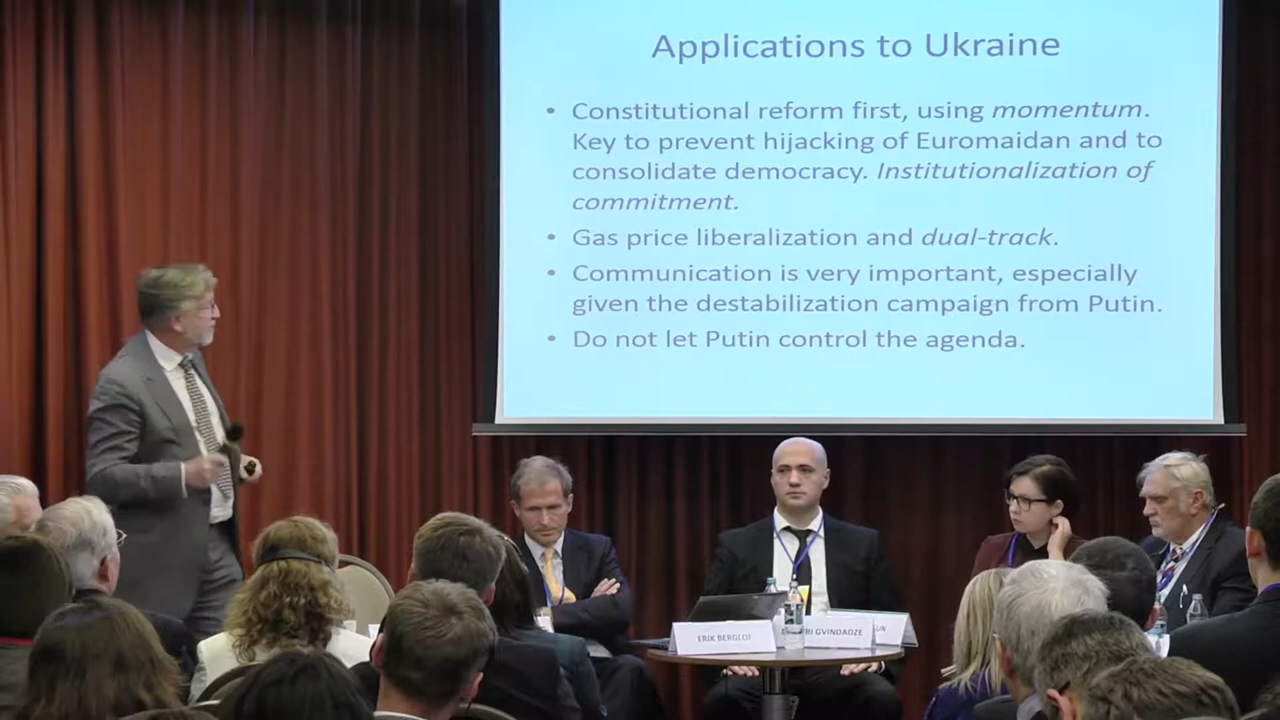 Applications to Ukraine
• Constitutional reform first, using momentum.
Key to prevent hijacking of Euromaidan and to
consolidate democracy. Institutionalization of
commitment.
• Gas price liberalization and dual-track.
• Communication is very important, especially
given the destabilization campaign from Putin.
• Do not let Putin control the agenda.
ERIK BERGLOF
GVINDADZE